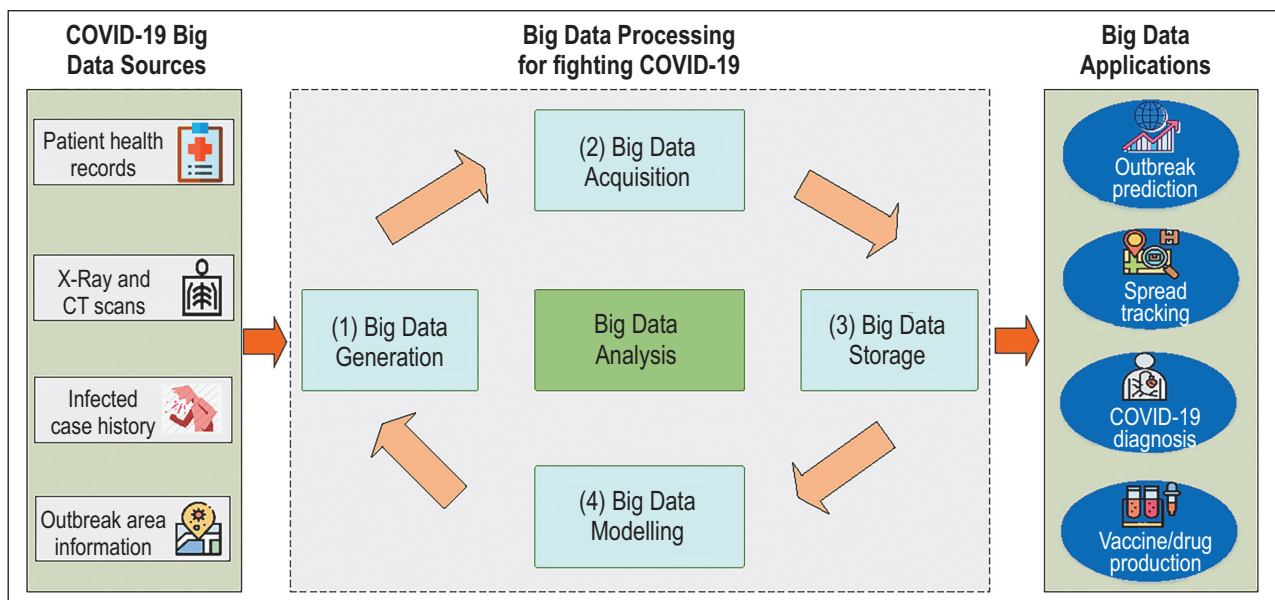 COVID-19 Big
Data Sources
Patient health
records
X-Ray and
CT scans
Infected
case history
Outbreak area
information
Big Data Processing
for fighting COVID-19
(2) Big Data
Acquisition
(1) Big Data
Generation
Big Data
Analysis
(3) Big Data
Storage
(4) Big Data
Modelling
Big Data
Applications
Outbreak
prediction
Spread
tracking
COVID-19
diagnosis
Vaccine/drug
production